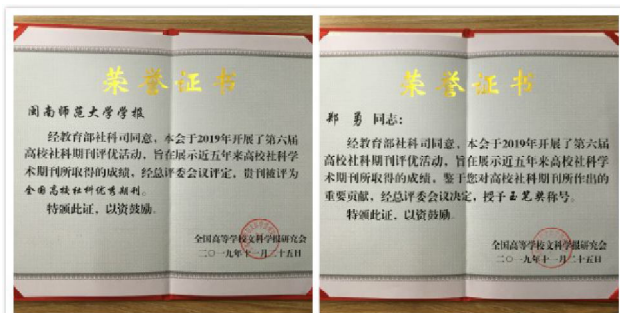 荣誉证书
闽南师范大学学报
经教育部社科司同意，本会于2019年开展了第六届
高校社科期刊评优活动，旨在展示近五年来高校社科学
术期刊所取得的成绩，经总评委会议评定，贵刊被评为
全国高校社科优秀期刊。
特颁此证，以资鼓励。
全国高等学校文科学报研究会
二〇一九年十一月二十五日
荣誉证书
郑勇 同志：
经教育部社科司同意，本会于2019年开展了第六届
高校社科期刊评优活动，旨在展示近五年来高校社科学
术期刊所取得的成绩，鉴于您对高校社科期刊所作出的
重要贡献，经总评委会议决定，授予玉笔奖称号。
特颁此证，以资鼓励。
全国高等学校文科学报研究会
二〇一九年十一月二十五日